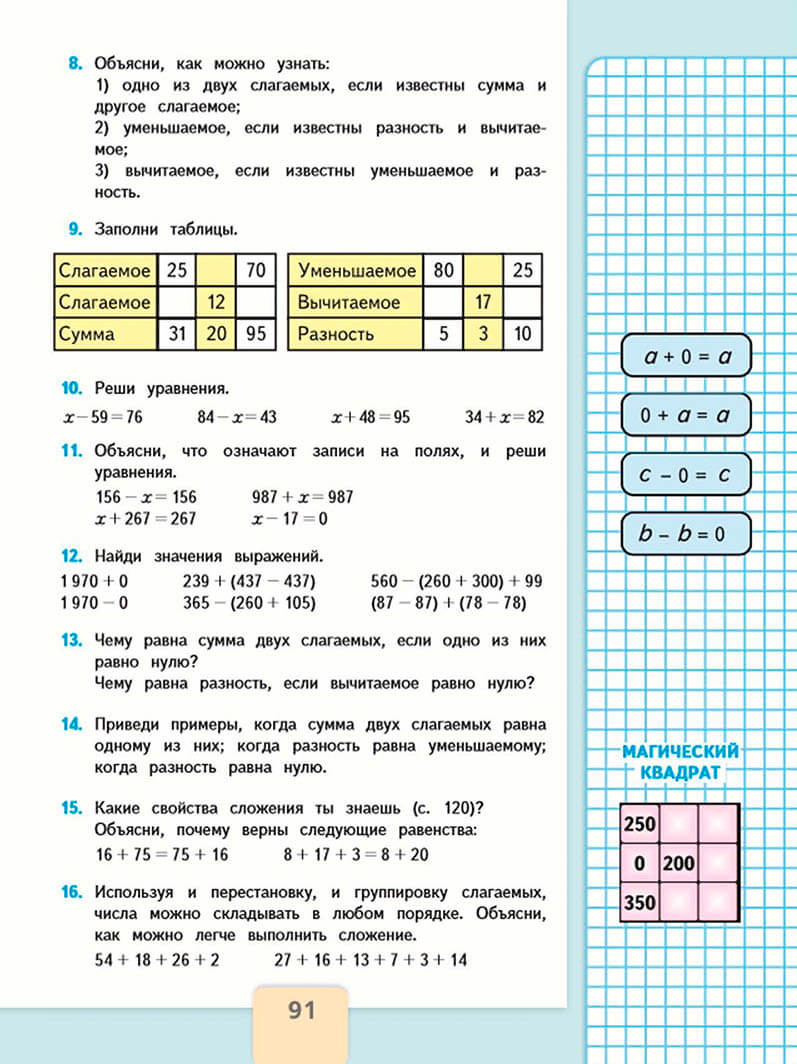 8. Объясни, как можно узнать:
1) одно из двух слагаемых, если известны сумма и
другое слагаемое;
2) уменьшаемое, если известны разность и вычитае-
мое;
3) вычитаемое, если известны уменьшаемое и раз-
ность.
9. Заполни таблицы.
Слагаемое 25 70
Слагаемое 12
Сумма 31 20 95
Уменьшаемое 80 25
Вычитаемое 17
Разность 5 3 10
10. Реши уравнения.
x − 59 = 76 84 − x = 43 x + 48 = 95 34 + x = 82
11. Объясни, что означают записи на полях, и реши
уравнения.
156 − x = 156 987 + x = 987
x + 267 = 267 x − 17 = 0
12. Найди значения выражений.
1 970 + 0 239 + (437 − 437) 560 − (260 + 300) + 99
1 970 − 0 365 − (260 + 105) (87 − 87) + (78 − 78)
13. Чему равна сумма двух слагаемых, если одно из них
равно нулю?
Чему равна разность, если вычитаемое равно нулю?
14. Приведи примеры, когда сумма двух слагаемых равна
одному из них; когда разность равна уменьшаемому;
когда разность равна нулю.
15. Какие свойства сложения ты знаешь (с. 120)?
Объясни, почему верны следующие равенства:
16 + 75 = 75 + 16 8 + 17 + 3 = 8 + 20
16. Используя и перестановку, и группировку слагаемых,
числа можно складывать в любом порядке. Объясни,
как можно легче выполнить сложение.
54 + 18 + 26 + 2 27 + 16 + 13 + 7 + 3 + 14
91
a + 0 = a
0 + a = a
c − 0 = c
b − b = 0
МАГИЧЕСКИЙ
КВАДРАТ
250
0 200
350